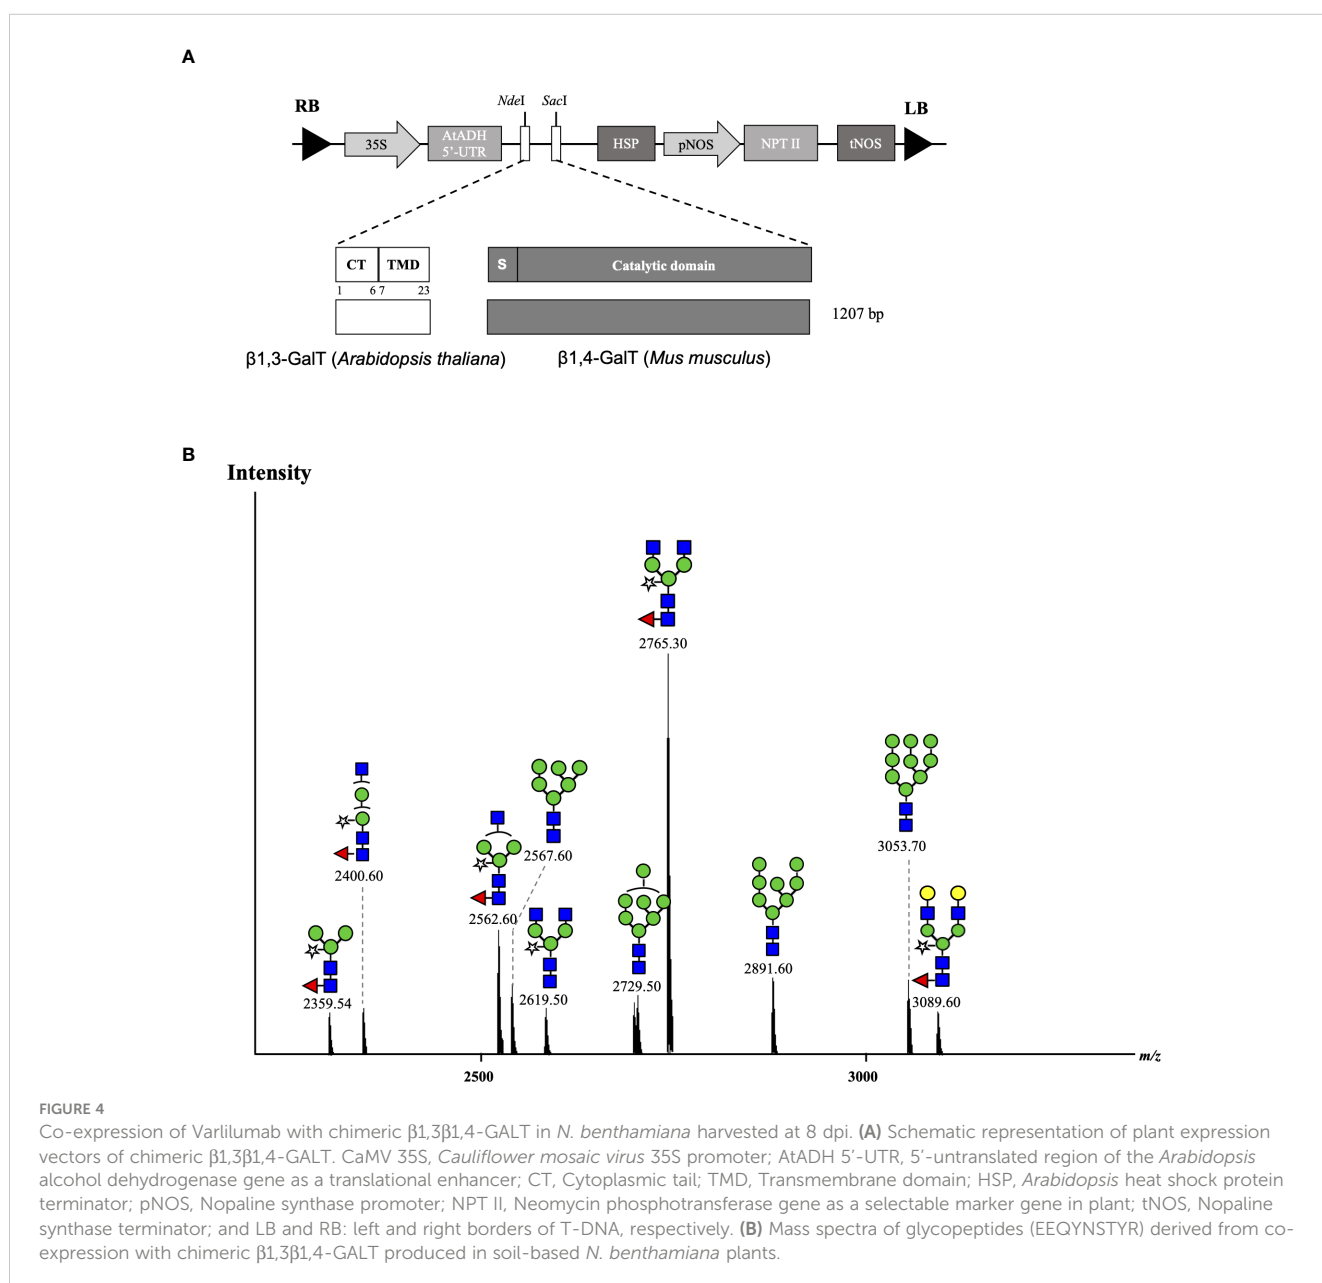 A
NdeI SacI
RB LB
35S AtADH 5'-UTR HSP pNOS NPT II tNOS
CT TMD S Catalytic domain
1 6 7 23
1207 bp
β1,3-GalT (Arabidopsis thaliana) β1,4-GalT (Mus musculus)
B
Intensity
2765.30
3053.70
2567.60
2400.60
2562.60
2891.60
2729.50
2619.50
2359.54
3089.60
m/z
2500 3000
FIGURE 4
Co-expression of Varlilumab with chimeric β1,3β1,4-GALT in N. benthamiana harvested at 8 dpi. (A) Schematic representation of plant expression
vectors of chimeric β1,3β1,4-GALT. CaMV 35S, Cauliflower mosaic virus 35S promoter; AtADH 5'-UTR, 5'-untranslated region of the Arabidopsis
alcohol dehydrogenase gene as a translational enhancer; CT, Cytoplasmic tail; TMD, Transmembrane domain; HSP, Arabidopsis heat shock protein
terminator; pNOS, Nopaline synthase promoter; NPT II, Neomycin phosphotransferase gene as a selectable marker gene in plant; tNOS, Nopaline
synthase terminator; and LB and RB: left and right borders of T-DNA, respectively. (B) Mass spectra of glycopeptides (EEQYNSTYR) derived from co-
expression with chimeric β1,3β1,4-GALT produced in soil-based N. benthamiana plants.